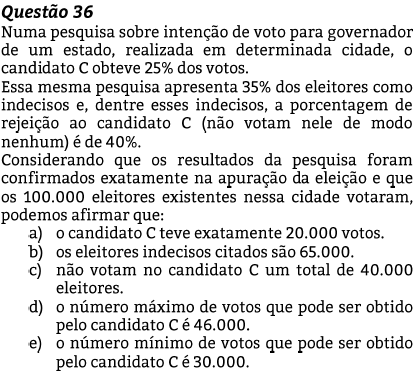 Questão 36
Numa pesquisa sobre intenção de voto para governador
de um estado, realizada em determinada cidade, o
candidato C obteve 25% dos votos.
Essa mesma pesquisa apresenta 35% dos eleitores como
indecisos e, dentre esses indecisos, a porcentagem de
rejeição ao candidato C (não votam nele de modo
nenhum) é de 40%.
Considerando que os resultados da pesquisa foram
confirmados exatamente na apuração da eleição e que
os 100.000 eleitores existentes nessa cidade votaram,
podemos afirmar que:
a) o candidato C teve exatamente 20.000 votos.
b) os eleitores indecisos citados são 65.000.
c) não votam no candidato C um total de 40.000
eleitores.
d) o número máximo de votos que pode ser obtido
pelo candidato C é 46.000.
e) o número mínimo de votos que pode ser obtido
pelo candidato C é 30.000.